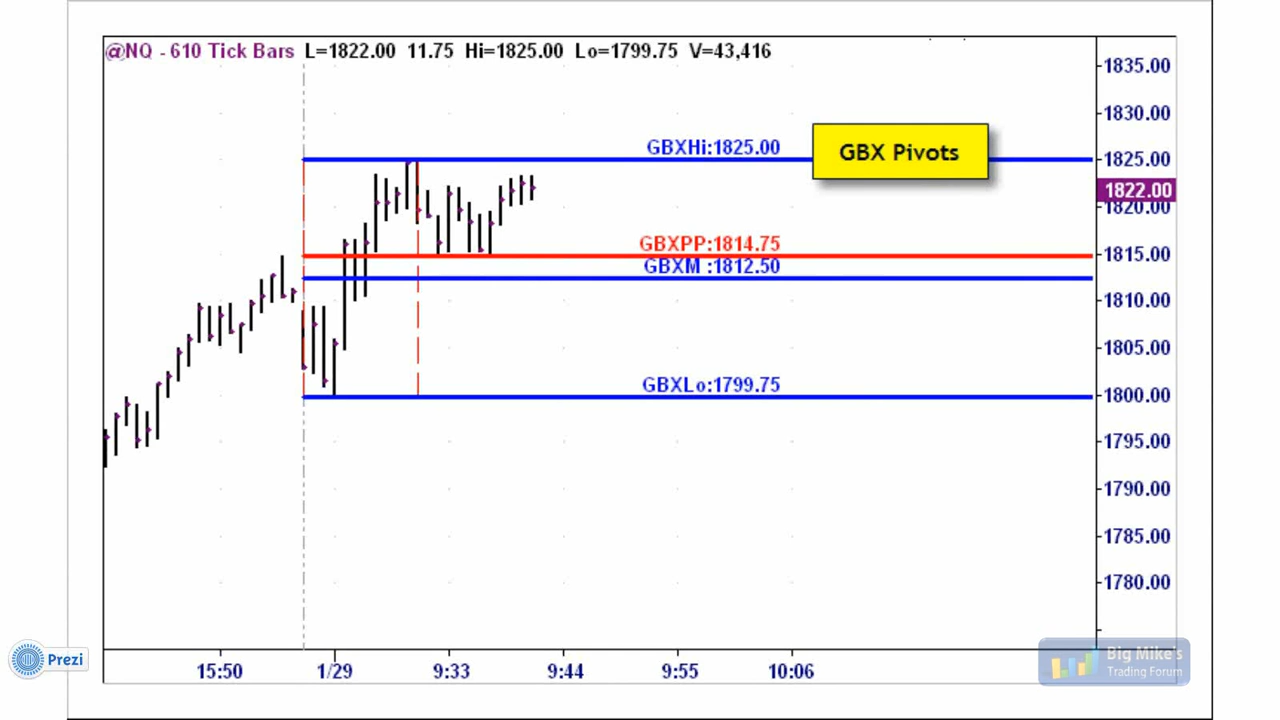 @NQ - 610 Tick Bars L=1822.00 11.75 Hi=1825.00 Lo=1799.75 V=43,416
1835.00
1830.00
GBXHi:1825.00
GBX Pivots
1825.00
1822.00
1820.00
GBXPP:1814.75
1815.00
GBXM :1812.50
1810.00
1805.00
GBXLo:1799.75
1800.00
1795.00
1790.00
1785.00
1780.00
15:50 1/29 9:33 9:44 9:55 10:06
Prezi
Big Mike's
Trading Forum